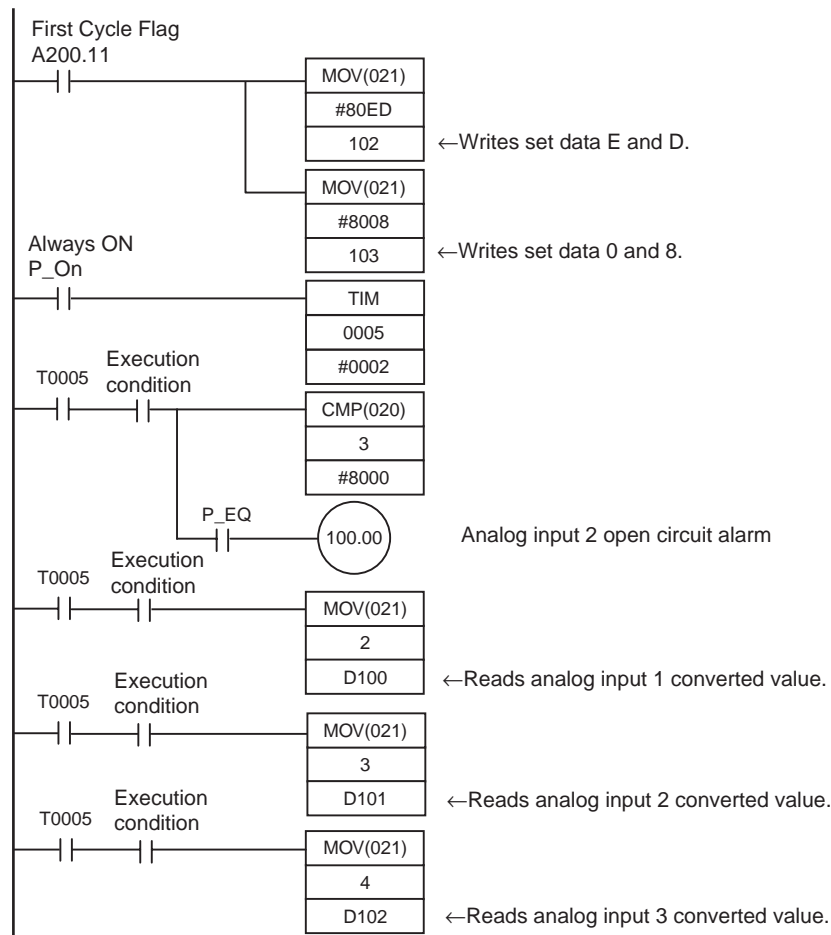 First Cycle Flag
A200.11
MOV(021)
#80ED
102
←Writes set data E and D.
MOV(021)
#8008
103
←Writes set data 0 and 8.
Always ON
P_On
TIM
0005
#0002
T0005
Execution
condition
CMP(020)
3
#8000
P_EQ
100.00
Analog input 2 open circuit alarm
T0005
Execution
condition
MOV(021)
2
D100
←Reads analog input 1 converted value.
T0005
Execution
condition
MOV(021)
3
D101
←Reads analog input 2 converted value.
T0005
Execution
condition
MOV(021)
4
D102
←Reads analog input 3 converted value.